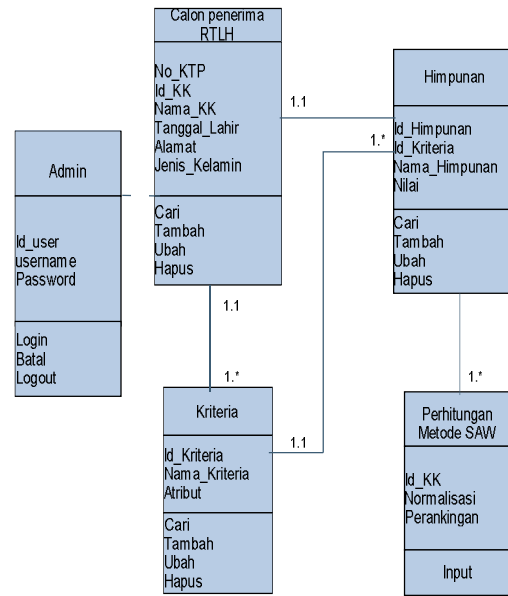 Calon penerima
RTLH
No_KTP
Id_KK
Nama_KK
Tanggal_Lahir
Alamat
Jenis_Kelamin
Cari
Tambah
Ubah
Hapus
Himpunan
Id_Himpunan
Id_Kriteria
Nama_Himpunan
Nilai
Cari
Tambah
Ubah
Hapus
Admin
Id_user
username
Password
Login
Batal
Logout
1.1
1.*
1.1
1.*
1.1
1.*
Kriteria
Id_Kriteria
Nama_Kriteria
Atribut
Cari
Tambah
Ubah
Hapus
Perhitungan
Metode SAW
Id_KK
Normalisasi
Perankingan
Input